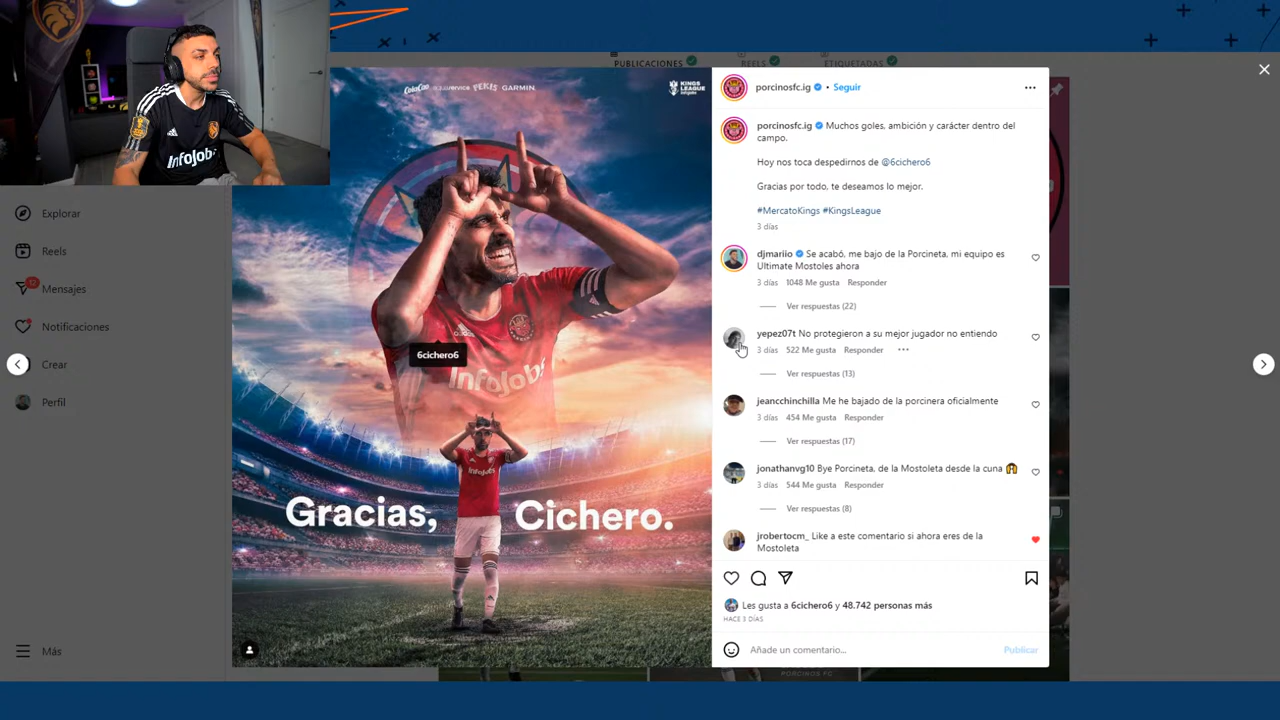 PUBLICACIONES
REELS
ETIQUETADAS
InfoJobs
Explorar
Reels
Mensajes
Notificaciones
Crear
Perfil
Más
ColaCao
GARMIN
KINGS
LEAGUE
6cichero6
InfoJobs
InfoJobs
Gracias,
Cichero.
porcinosfc.ig • Seguir
porcinosfc.ig Muchos goles, ambición y carácter dentro del
campo.
Hoy nos toca despedirnos de @6cichero6
Gracias por todo, te deseamos lo mejor.
#MercatoKings #KingsLeague
3 días
djmariio Se acabó, me bajo de la Porcineta, mi equipo es
Ultimate Mostoles ahora
3 días 1048 Me gusta Responder
Ver respuestas (22)
yepez07t No protegieron a su mejor jugador no entiendo
3 días 522 Me gusta Responder
Ver respuestas (13)
jeancchinchilla Me he bajado de la porcinera oficialmente
3 días 454 Me gusta Responder
Ver respuestas (17)
jonathanvg10 Bye Porcineta, de la Mostoleta desde la cuna 🙌
3 días 544 Me gusta Responder
Ver respuestas (8)
jrobertocm_ Like a este comentario si ahora eres de la
Mostoleta
Les gusta a 6cichero6 y 48.742 personas más
HACE 3 DÍAS
Añade un comentario...
Publicar